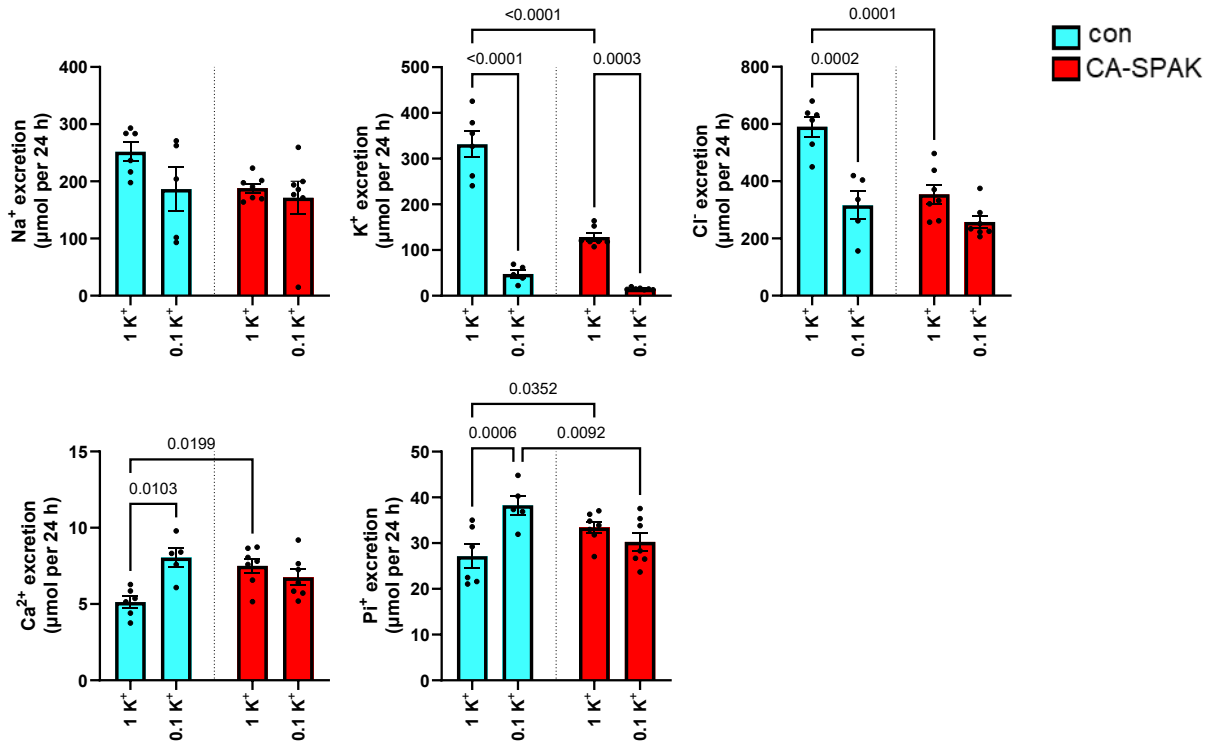 con
CA-SPAK
Na⁺ excretion
(µmol per 24 h)
400
300
200
100
0
1 K⁺
0.1 K⁺
1 K⁺
0.1 K⁺
<0.0001
<0.0001
0.0003
K⁺ excretion
(µmol per 24 h)
500
400
300
200
100
0
1 K⁺
0.1 K⁺
1 K⁺
0.1 K⁺
0.0001
0.0002
Cl⁻ excretion
(µmol per 24 h)
800
600
400
200
0
1 K⁺
0.1 K⁺
1 K⁺
0.1 K⁺
0.0199
0.0103
Ca²⁺ excretion
(µmol per 24 h)
15
10
5
0
1 K⁺
0.1 K⁺
1 K⁺
0.1 K⁺
0.0352
0.0006
0.0092
Pi⁺ excretion
(µmol per 24 h)
50
40
30
20
10
0
1 K⁺
0.1 K⁺
1 K⁺
0.1 K⁺